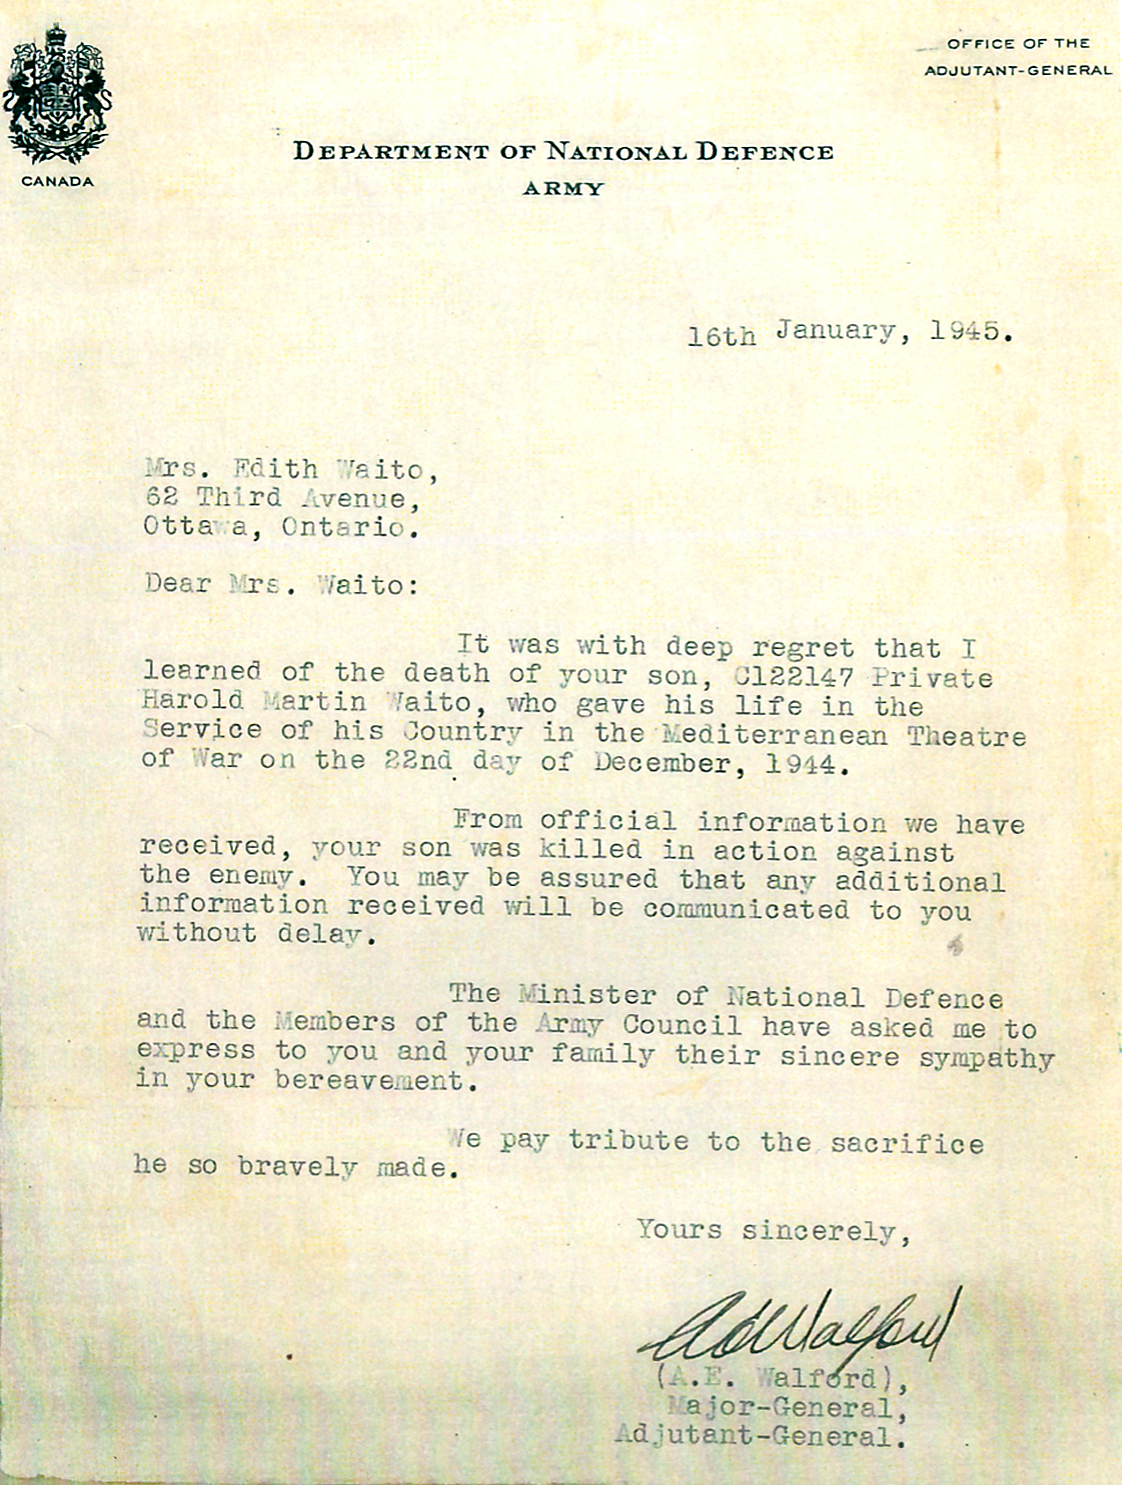 OFFICE OF THE
ADJUTANT-GENERAL
CANADA
DEPARTMENT OF NATIONAL DEFENCE
ARMY
16th January, 1945.
Mrs. Edith Waito,
62 Third Avenue,
Ottawa, Ontario.
Dear Mrs. Waito:
It was with deep regret that I
learned of the death of your son, C122147 Private
Harold Martin Waito, who gave his life in the
Service of his Country in the Mediterranean Theatre
of War on the 22nd day of December, 1944.
From official information we have
received, your son was killed in action against
the enemy. You may be assured that any additional
information received will be communicated to you
without delay.
The Minister of National Defence
and the Members of the Army Council have asked me to
express to you and your family their sincere sympathy
in your bereavement.
We pay tribute to the sacrifice
he so bravely made.
Yours sincerely,
AEWalford
(A.E. Walford),
Major-General,
Adjutant-General.